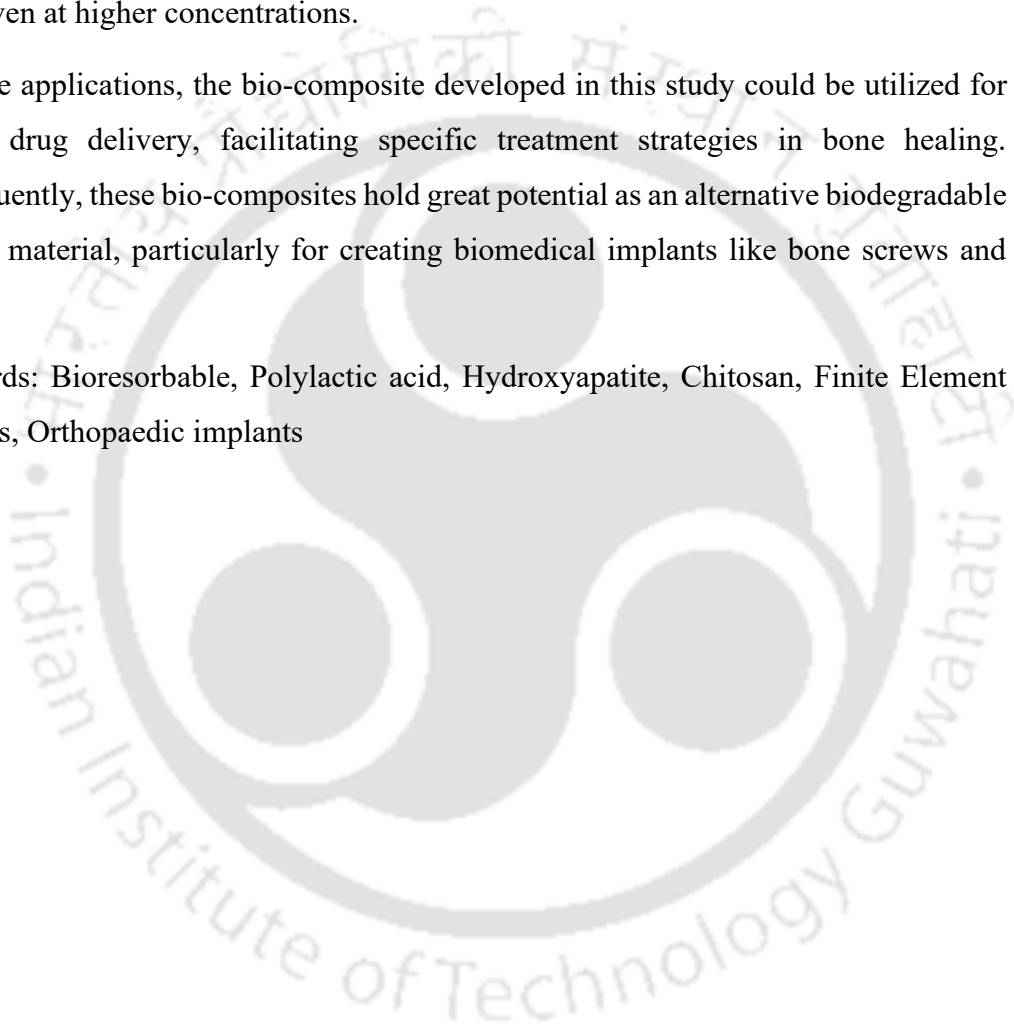 ven at higher concentrations.
e applications, the bio-composite developed in this study could be utilized for
drug delivery, facilitating specific treatment strategies in bone healing.
uently, these bio-composites hold great potential as an alternative biodegradable
material, particularly for creating biomedical implants like bone screws and
rds: Bioresorbable, Polylactic acid, Hydroxyapatite, Chitosan, Finite Element
s, Orthopaedic implants
भारतीय प्रौद्योगिकी संस्थान गुवाहाटी
• Indian Institute of Technology Guwahati •